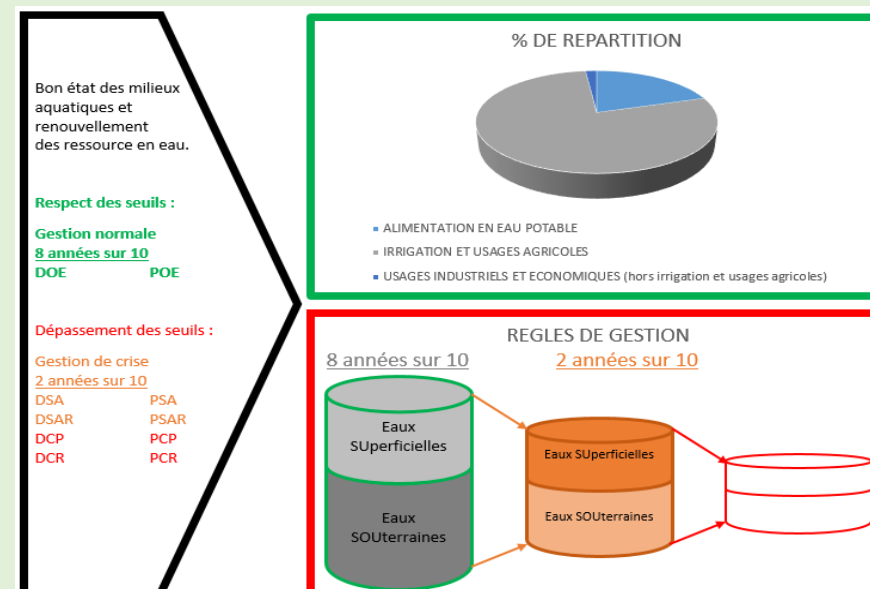 Bon état des milieux
aquatiques et
renouvellement
des ressource en eau.
Respect des seuils :
Gestion normale
8 années sur 10
DOE POE
Dépassement des seuils :
Gestion de crise
2 années sur 10
DSA PSA
DSAR PSAR
DCP PCP
DCR PCR
% DE REPARTITION
ALIMENTATION EN EAU POTABLE
IRRIGATION ET USAGES AGRICOLES
USAGES INDUSTRIELS ET ECONOMIQUES (hors irrigation et usages agricoles)
REGLES DE GESTION
8 années sur 10 2 années sur 10
Eaux
SUperficielles
Eaux
SOUterraines
Eaux SUperficielles
Eaux SOUterraines